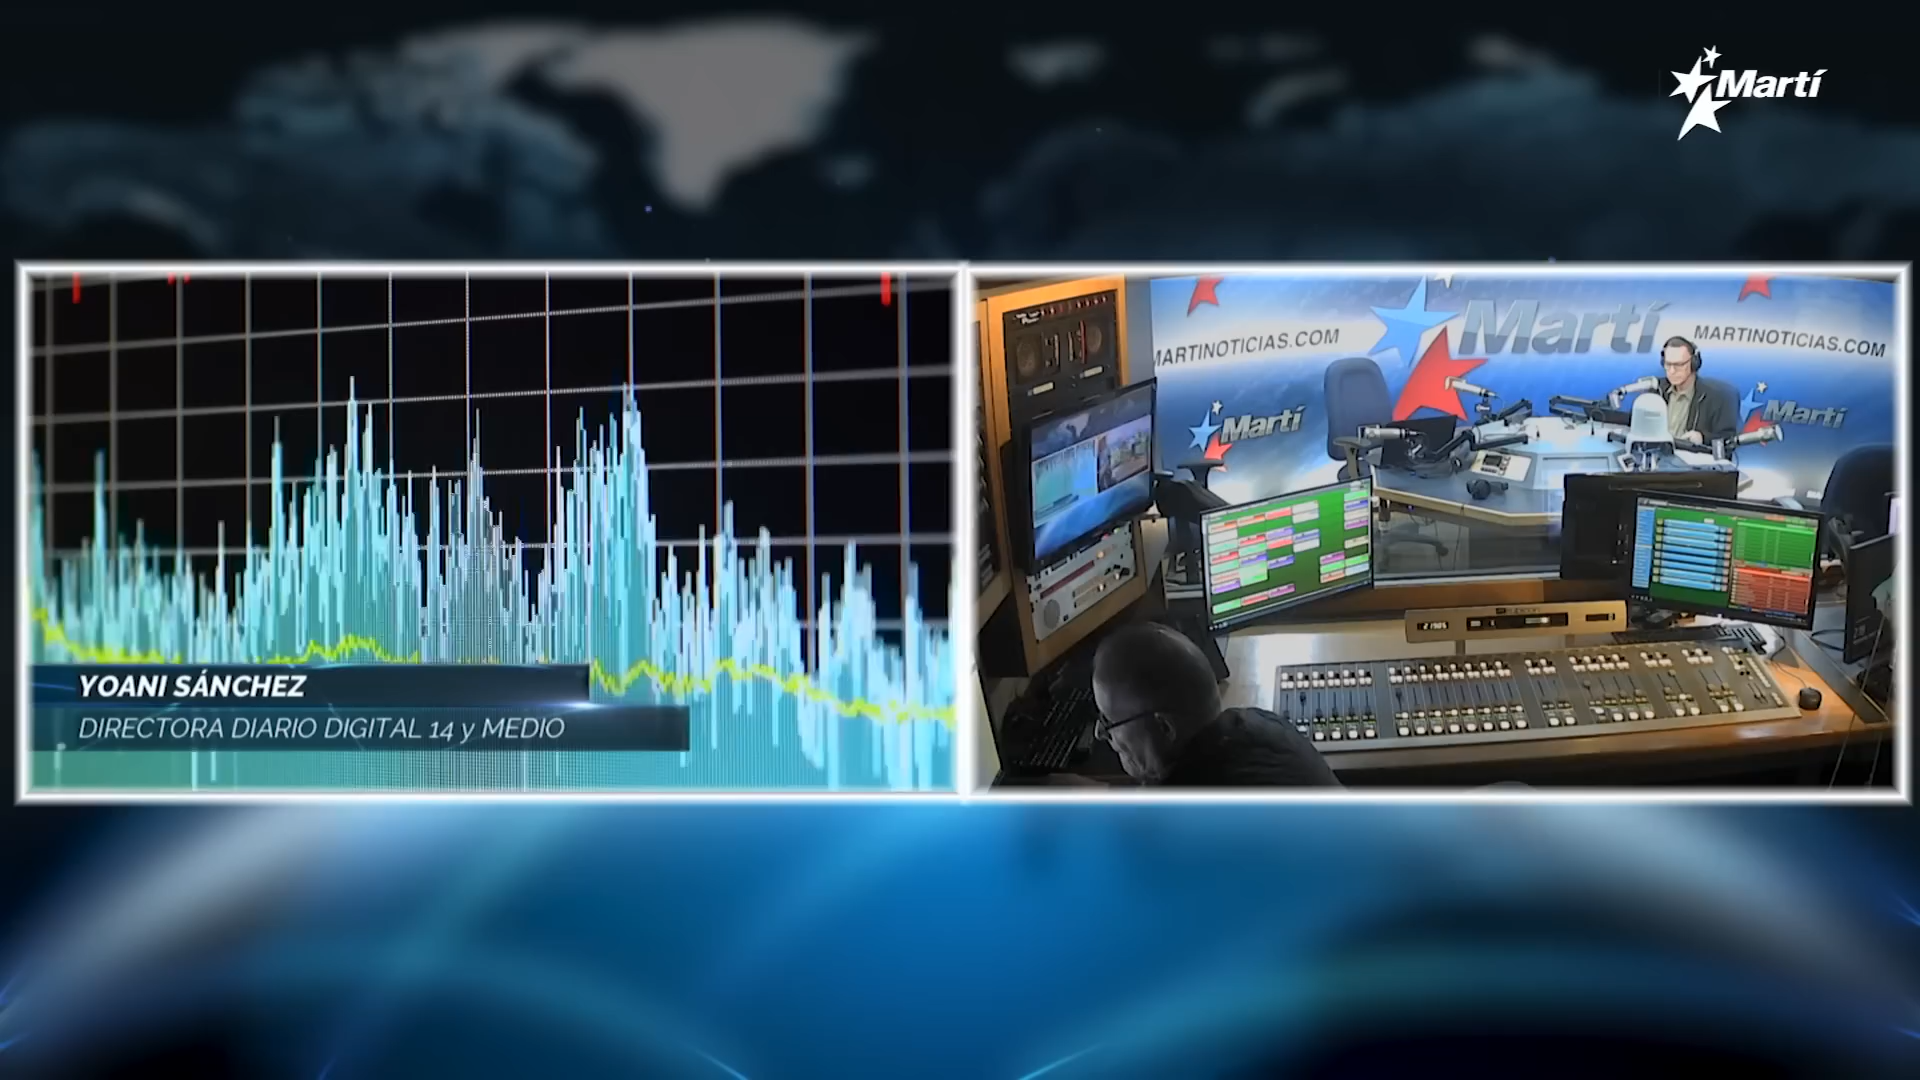 Martí
MARTINOTICIAS.COM
Martí
MARTINOTICIAS.COM
Martí
Martí
YOANI SÁNCHEZ
DIRECTORA DIARIO DIGITAL 14 y MEDIO